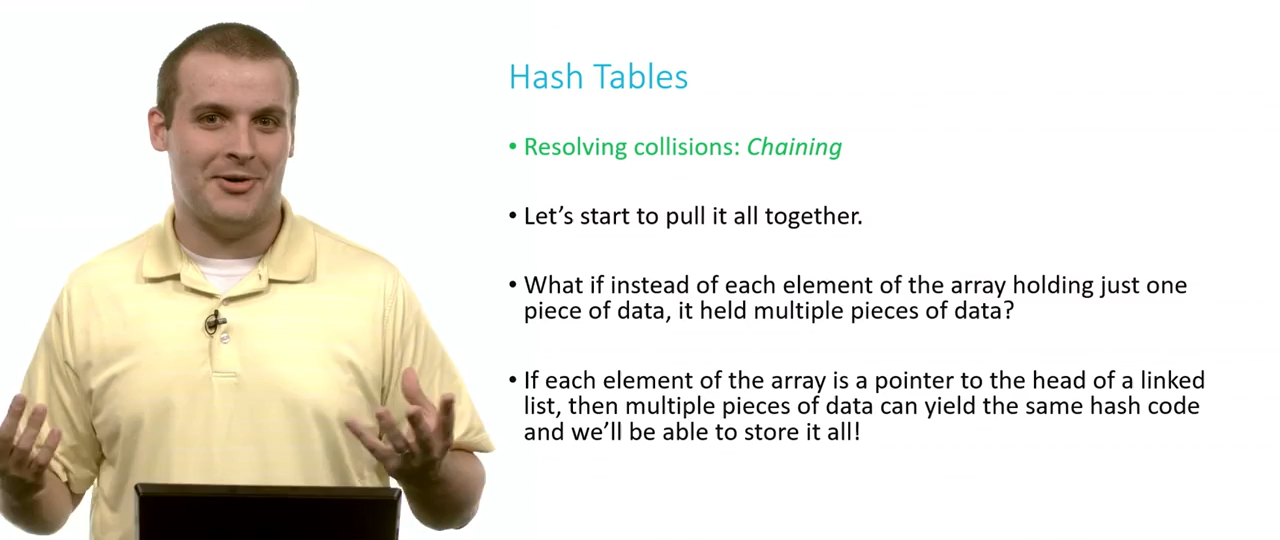 Hash Tables
• Resolving collisions: Chaining
• Let’s start to pull it all together.
• What if instead of each element of the array holding just one
piece of data, it held multiple pieces of data?
• If each element of the array is a pointer to the head of a linked
list, then multiple pieces of data can yield the same hash code
and we’ll be able to store it all!